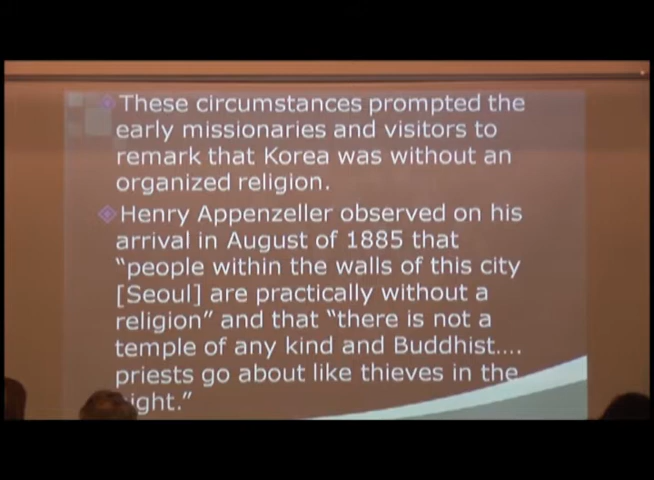 These circumstances prompted the
early missionaries and visitors to
remark that Korea was without an
organized religion.
Henry Appenzeller observed on his
arrival in August of 1885 that
“people within the walls of this city
[Seoul] are practically without a
religion” and that “there is not a
temple of any kind and Buddhist….
priests go about like thieves in the
night.”